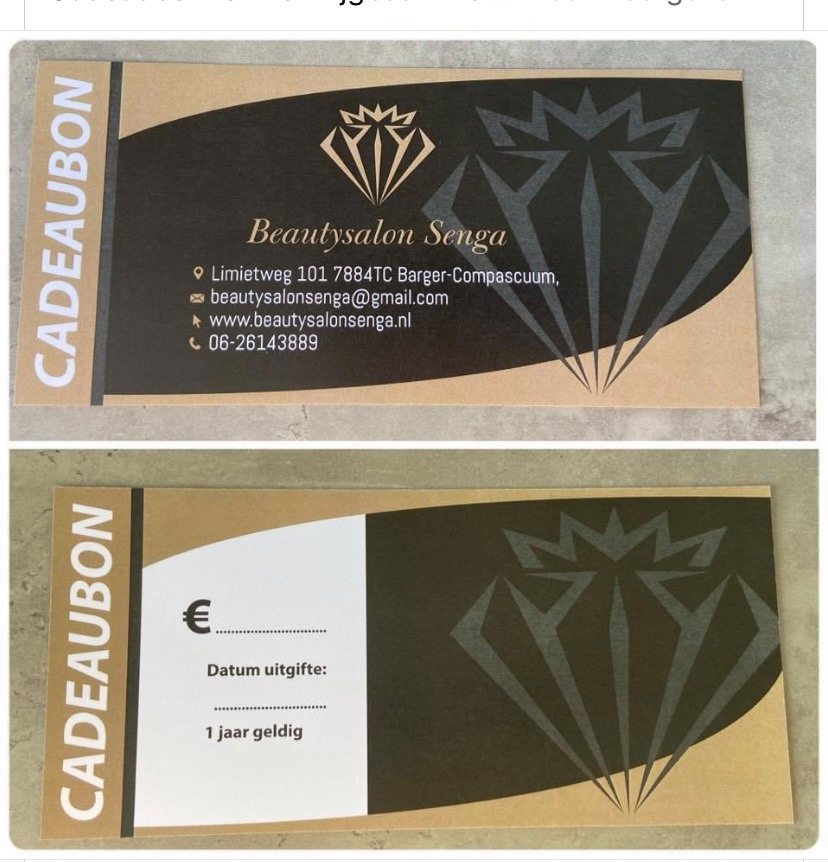 CADEAUBON
Beautysalon Senga
Limietweg 101 7884TC Barger-Compascuum,
beautysalonsenga@gmail.com
www.beautysalonsenga.nl
06-26143889
CADEAUBON
€..............................
Datum uitgifte:
..............................
1 jaar geldig